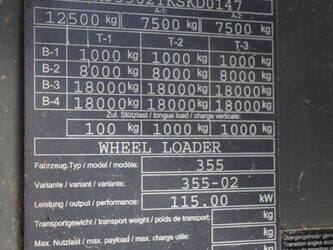 A-1: A-2:
12500 kg 7500 kg 7500 kg
T-1 T-2 T-3
B-1 1000 kg 1000 kg 1000 kg
B-2 8000 kg 8000 kg 8000 kg
B-3 18000 kg 18000 kg 18000 kg
B-4 18000 kg 18000 kg 18000 kg
Zul. Stützlast / tongue load / charge verticale:
100 kg 1000 kg 1000 kg
WHEEL LOADER
Fahrzeug.Typ / model / modèle: 355
Variante / variant / variante: 355-02
Leistung / output / performance: 115.00 kW
Transportgewicht / transport weight / poids de transport: kg
Max. Nutzlast / max. payload / max. charge utile: kg